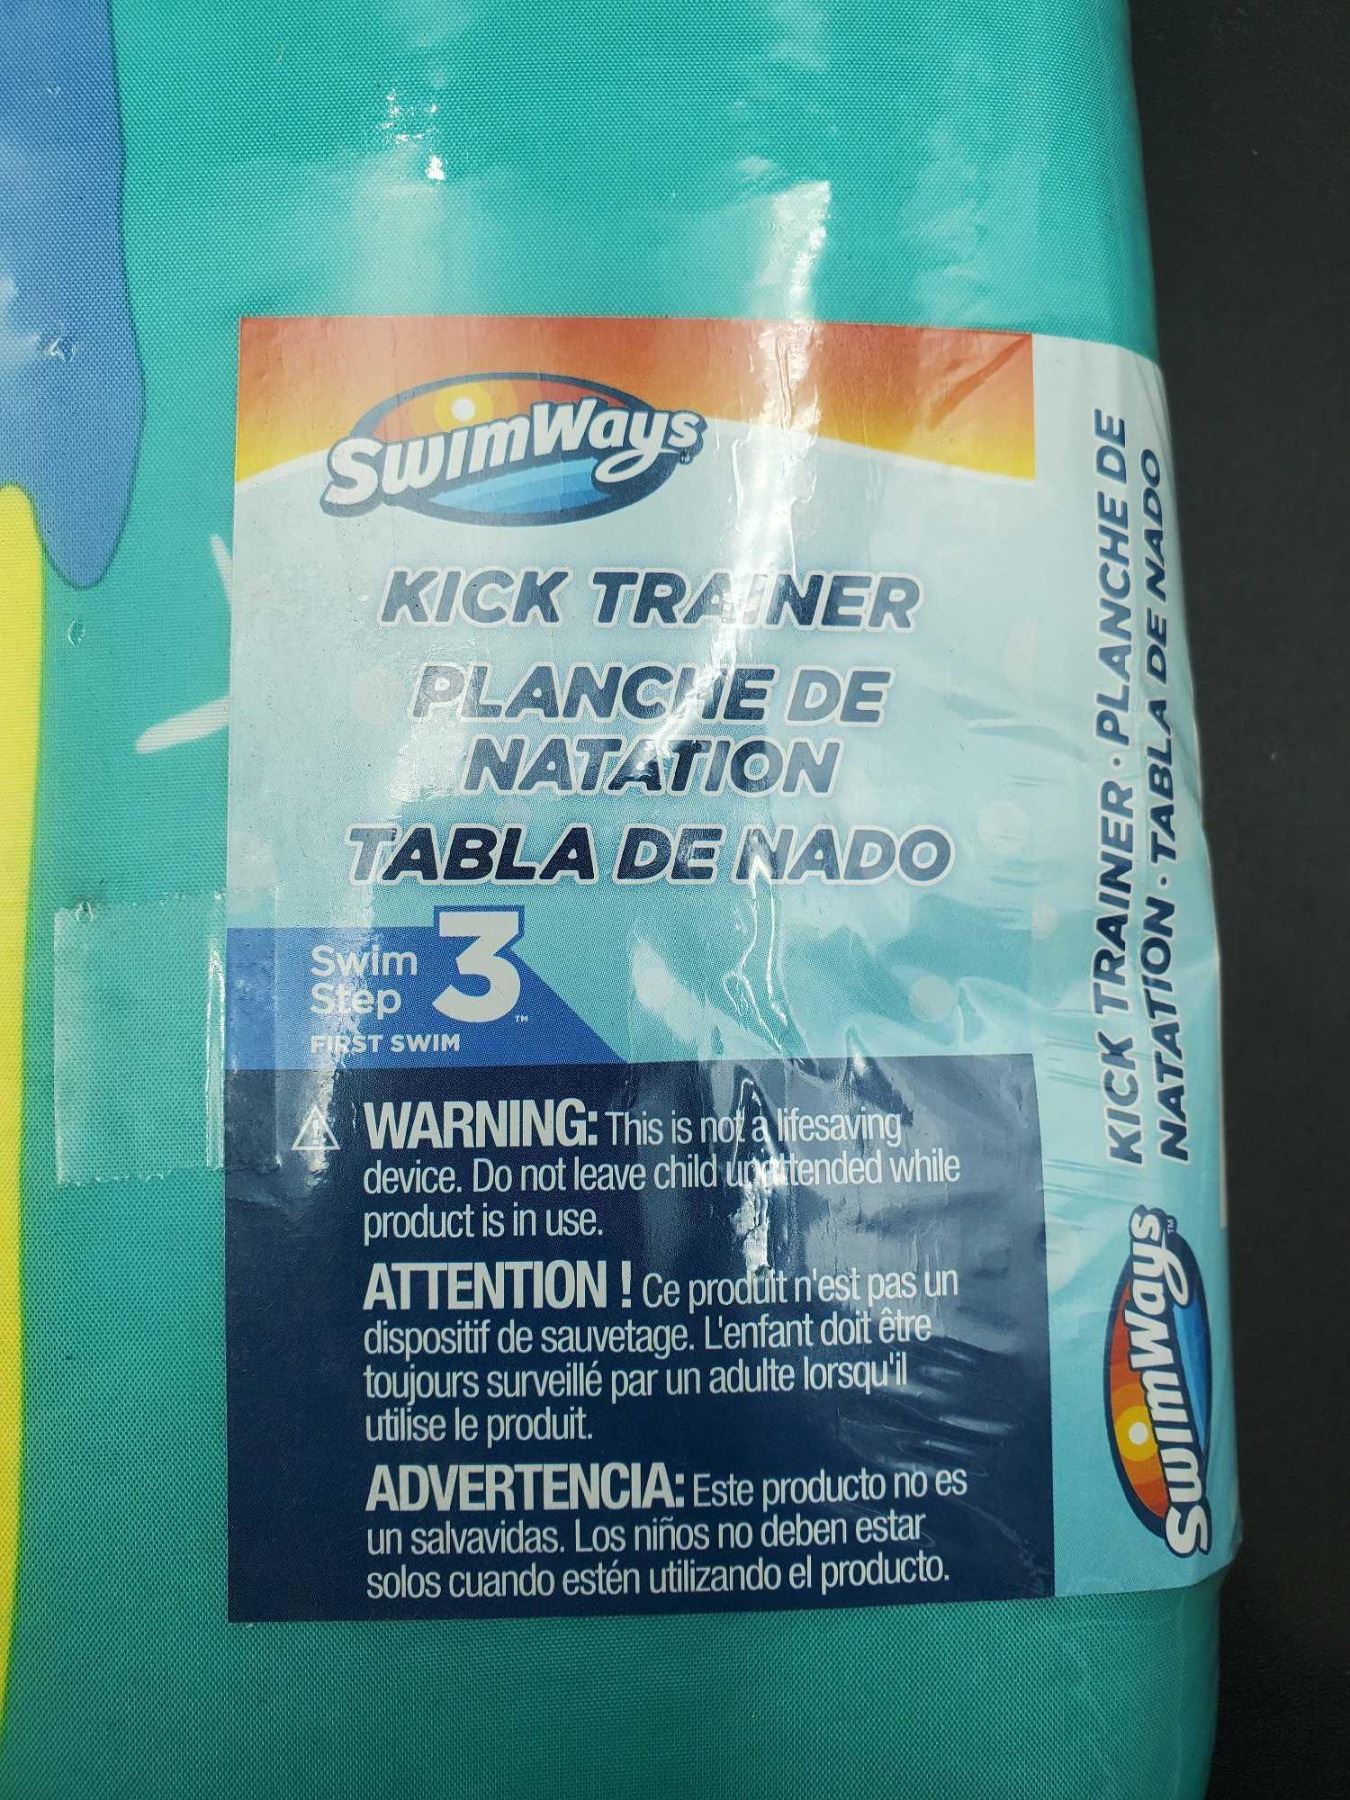 SwimWays
KICK TRAINER
PLANCHE DE
NATATION
TABLA DE NADO
Swim
Step 3™
FIRST SWIM
WARNING: This is not a lifesaving
device. Do not leave child unattended while
product is in use.
ATTENTION ! Ce produit n'est pas un
dispositif de sauvetage. L'enfant doit être
toujours surveillé par un adulte lorsqu'il
utilise le produit.
ADVERTENCIA: Este producto no es
un salvavidas. Los niños no deben estar
solos cuando estén utilizando el producto.
KICK TRAINER · PLANCHE DE
NATATION · TABLA DE NADO
SwimWays™